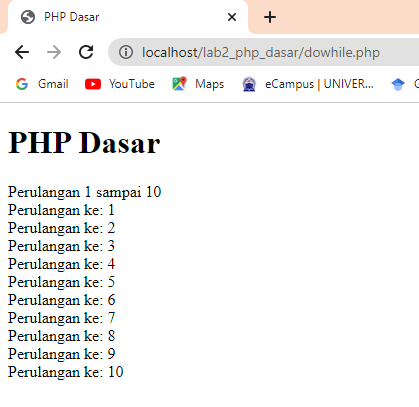 PHP Dasar
localhost/lab2_php_dasar/dowhile.php
Gmail YouTube Maps eCampus | UNIVER...
PHP Dasar
Perulangan 1 sampai 10
Perulangan ke: 1
Perulangan ke: 2
Perulangan ke: 3
Perulangan ke: 4
Perulangan ke: 5
Perulangan ke: 6
Perulangan ke: 7
Perulangan ke: 8
Perulangan ke: 9
Perulangan ke: 10